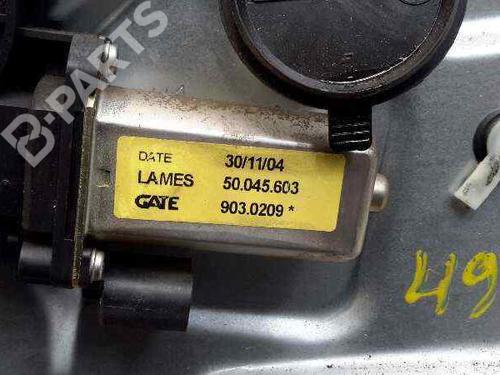 B-PARTS
DATE 30/11/04
LAMES 50.045.603
GATE 903.0209 *
49